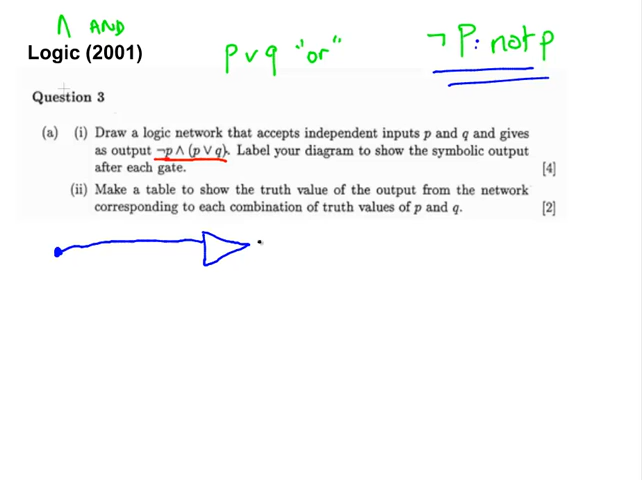 ∧ AND
Logic (2001)
p ∨ q "or"
¬ P: not p
Question 3
(a) (i) Draw a logic network that accepts independent inputs p and q and gives
as output ¬p ∧ (p ∨ q). Label your diagram to show the symbolic output
after each gate. [4]
(ii) Make a table to show the truth value of the output from the network
corresponding to each combination of truth values of p and q. [2]